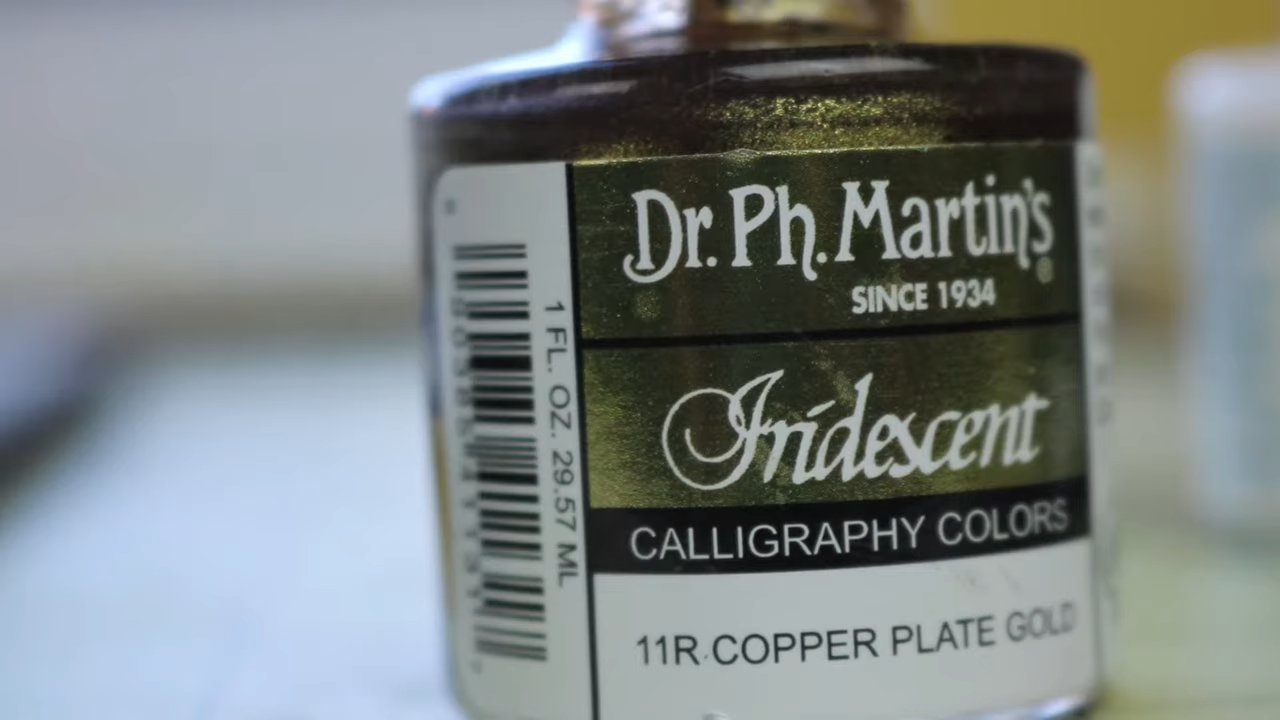 Dr. Ph. Martin's
SINCE 1934
Iridescent
CALLIGRAPHY COLORS
11R COPPER PLATE GOLD
1 FL. OZ. 29.57 ML